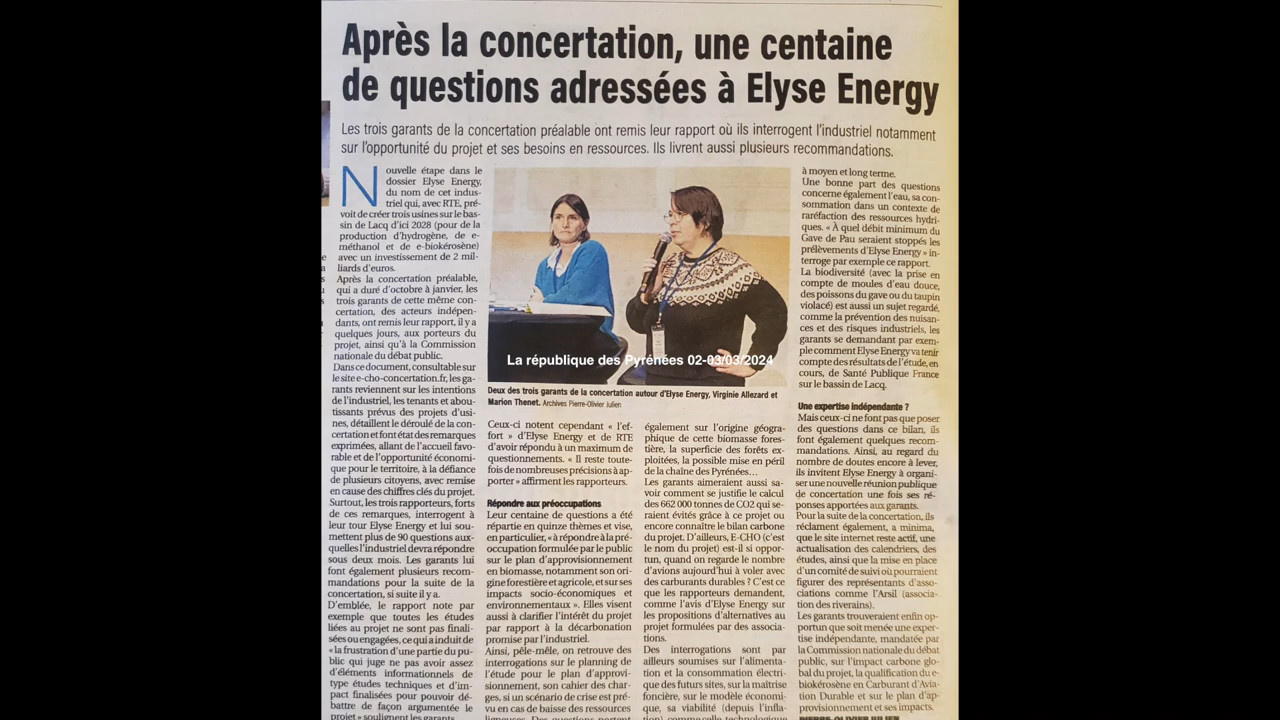 Après la concertation, une centaine
de questions adressées à Elyse Energy
Les trois garants de la concertation préalable ont remis leur rapport où ils interrogent l'industriel notamment
sur l'opportunité du projet et ses besoins en ressources. Ils livrent aussi plusieurs recommandations.
Nouvelle étape dans le
dossier Elyse Energy,
du nom de cet indus-
triel qui, avec RTE, pré-
voit de créer trois usines sur le bas-
sin de Lacq d'ici 2028 (pour de la
production d'hydrogène, de e-
méthanol et de e-biokérosène)
avec un investissement de 2 mil-
liards d'euros.
Après la concertation préalable,
qui a duré d'octobre à janvier, les
trois garants de cette même con-
certation, des acteurs indépen-
dants, ont remis leur rapport, il y a
quelques jours, aux porteurs du
projet, ainsi qu'à la Commission
nationale du débat public.
Dans ce document, consultable sur
le site e-cho-concertation.fr, les ga-
rants reviennent sur les intentions
de l'industriel, les tenants et abou-
tissants prévus des projets d'usi-
nes, détaillent le déroulé de la con-
certation et font état des remarques
exprimées, allant de l'accueil favo-
rable et de l'opportunité économi-
que pour le territoire, à la défiance
de plusieurs citoyens, avec remise
en cause des chiffres clés du projet.
Surtout, les trois rapporteurs, forts
de ces remarques, interrogent à
leur tour Elyse Energy et lui sou-
mettent plus de 90 questions aux-
quelles l'industriel devra répondre
sous deux mois. Les garants lui
font également plusieurs recom-
mandations pour la suite de la
concertation, si suite il y a.
D'emblée, le rapport note par
exemple que toutes les études
liées au projet ne sont pas finali-
sées ou engagées, ce qui a induit de
« la frustration d'une partie du pu-
blic qui juge ne pas avoir assez
d'éléments informationnels de
type études techniques et d'im-
pact finalisées pour pouvoir dé-
battre de façon argumentée le
projet » soulignent les garants.
La république des Pyrénées 02-03/03/2024
Deux des trois garants de la concertation autour d'Elyse Energy, Virginie Allezard et
Marion Thenet. Archives Pierre-Olivier Julien
Ceux-ci notent cependant « l'ef-
fort » d'Elyse Energy et de RTE
d'avoir répondu à un maximum de
questionnements. « Il reste toute-
fois de nombreuses précisions à ap-
porter » affirment les rapporteurs.
Répondre aux préoccupations
Leur centaine de questions a été
répartie en quinze thèmes et vise,
en particulier, « à répondre à la pré-
occupation formulée par le public
sur le plan d'approvisionnement
en biomasse, notamment son ori-
gine forestière et agricole, et sur ses
impacts socio-économiques et
environnementaux ». Elles visent
aussi à clarifier l'intérêt du projet
par rapport à la décarbonation
promise par l'industriel.
Ainsi, pêle-mêle, on retrouve des
interrogations sur le planning de
l'étude pour le plan d'approvi-
sionnement, son cahier des char-
ges, si un scénario de crise est pré-
vu en cas de baisse des ressources
ligneuses. Des questions portent
également sur l'origine géogra-
phique de cette biomasse fores-
tière, la superficie des forêts ex-
ploitées, la possible mise en péril
de la chaîne des Pyrénées…
Les garants aimeraient aussi sa-
voir comment se justifie le calcul
des 662 000 tonnes de CO2 qui se-
raient évités grâce à ce projet ou
encore connaître le bilan carbone
du projet. D'ailleurs, E-CHO (c'est
le nom du projet) est-il si oppor-
tun, quand on regarde le nombre
d'avions aujourd'hui à voler avec
des carburants durables ? C'est ce
que les rapporteurs demandent,
comme l'avis d'Elyse Energy sur
les propositions d'alternatives au
projet formulées par des associa-
tions.
Des interrogations sont par
ailleurs soumises sur l'alimenta-
tion et la consommation électri-
que des futurs sites, sur la maîtrise
foncière, sur le modèle économi-
que, sa viabilité (depuis l'infla-
tion) comme celle technologique
à moyen et long terme.
Une bonne part des questions
concerne également l'eau, sa con-
sommation dans un contexte de
raréfaction des ressources hydri-
ques. « À quel débit minimum du
Gave de Pau seraient stoppés les
prélèvements d'Elyse Energy » in-
terroge par exemple ce rapport.
La biodiversité (avec la prise en
compte de moules d'eau douce,
des poissons du gave ou du taupin
violacé) est aussi un sujet regardé,
comme la prévention des nuisan-
ces et des risques industriels, les
garants se demandant par exem-
ple comment Elyse Energy va tenir
compte des résultats de l'étude, en
cours, de Santé Publique France
sur le bassin de Lacq.
Une expertise indépendante ?
Mais ceux-ci ne font pas que poser
des questions dans ce bilan, ils
font également quelques recom-
mandations. Ainsi, au regard du
nombre de doutes encore à lever,
ils invitent Elyse Energy à organi-
ser une nouvelle réunion publique
de concertation une fois ses ré-
ponses apportées aux garants.
Pour la suite de la concertation, ils
réclament également, a minima,
que le site internet reste actif, une
actualisation des calendriers, des
études, ainsi que la mise en place
d'un comité de suivi où pourraient
figurer des représentants d'asso-
ciations comme l'Arsil (associa-
tion des riverains).
Les garants trouveraient enfin op-
portun que soit menée une exper-
tise indépendante, mandatée par
la Commission nationale du débat
public, sur l'impact carbone glo-
bal du projet, la qualification du e-
biokérosène en Carburant d'Avia-
tion Durable et sur le plan d'ap-
provisionnement et ses impacts.
PIERRE-OLIVIER JULIEN